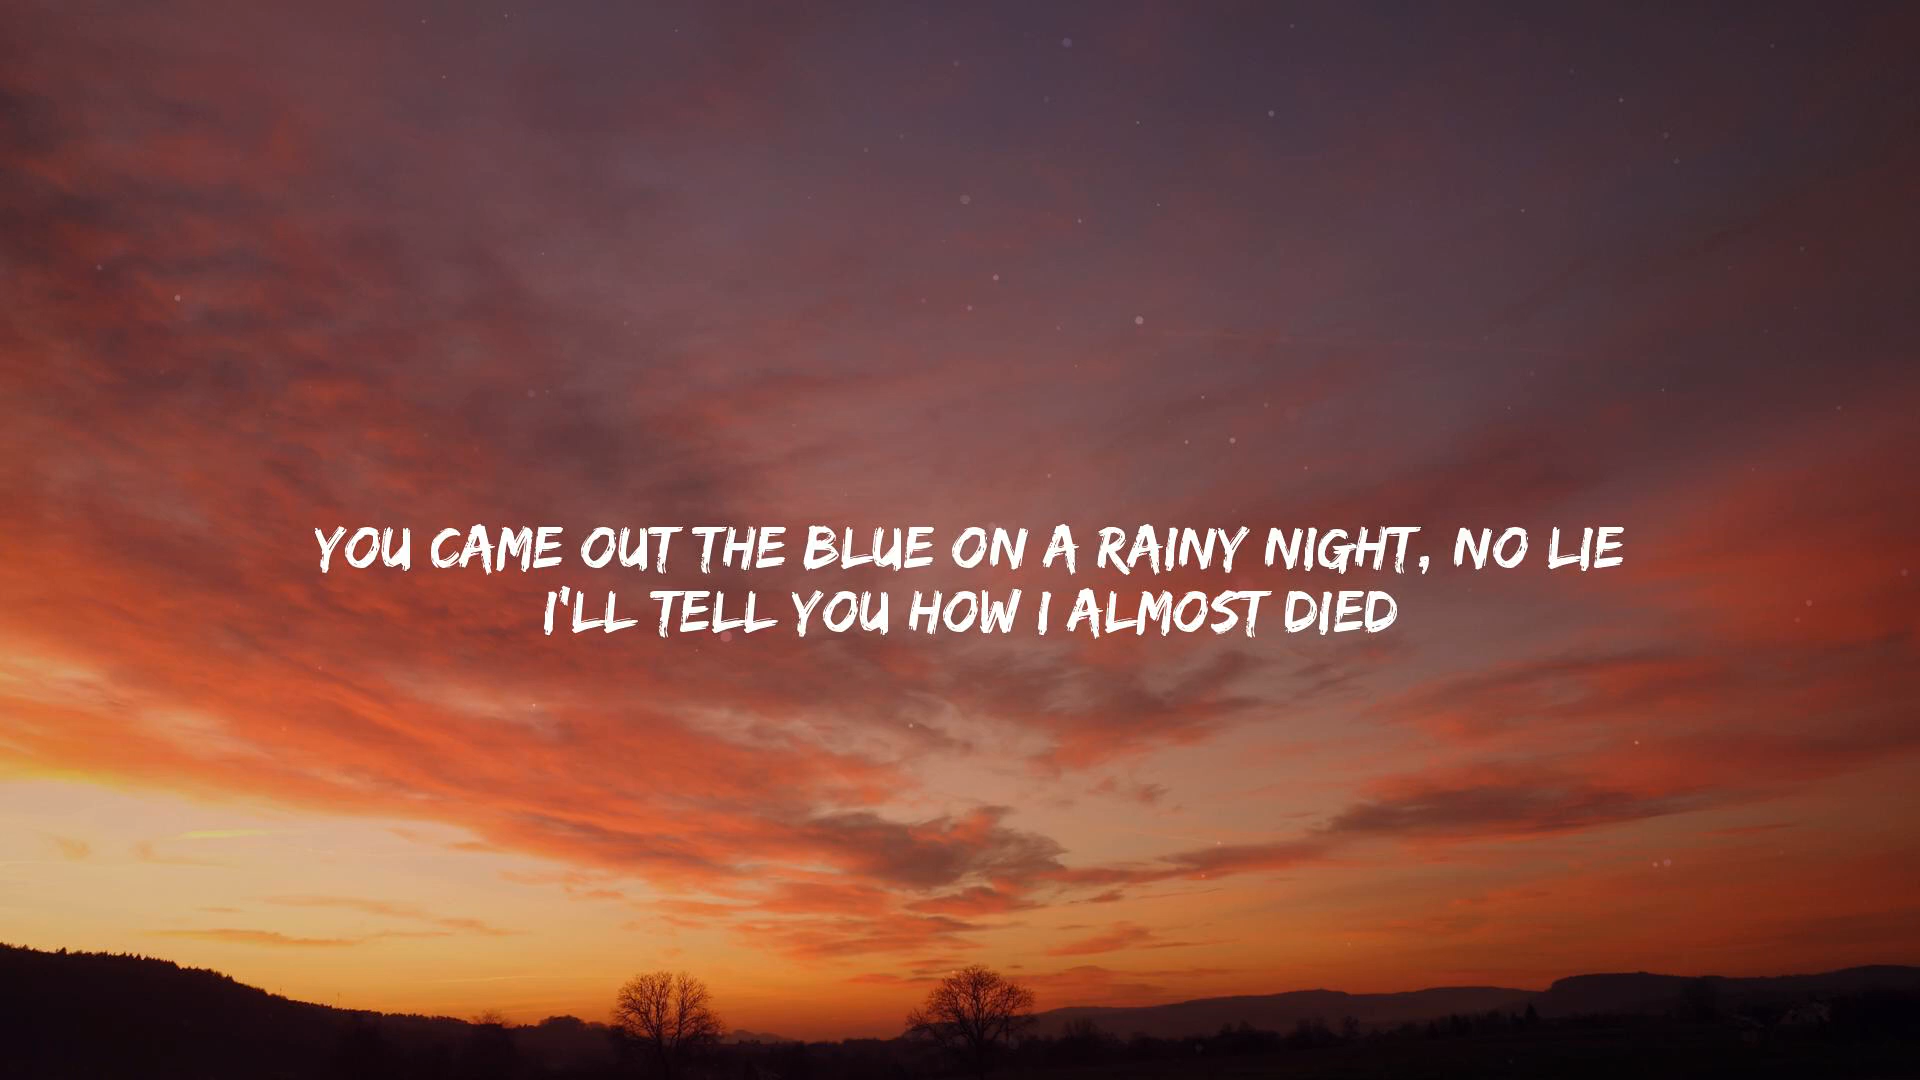 YOU CAME OUT THE BLUE ON A RAINY NIGHT, NO LIE
I'LL TELL YOU HOW I ALMOST DIED